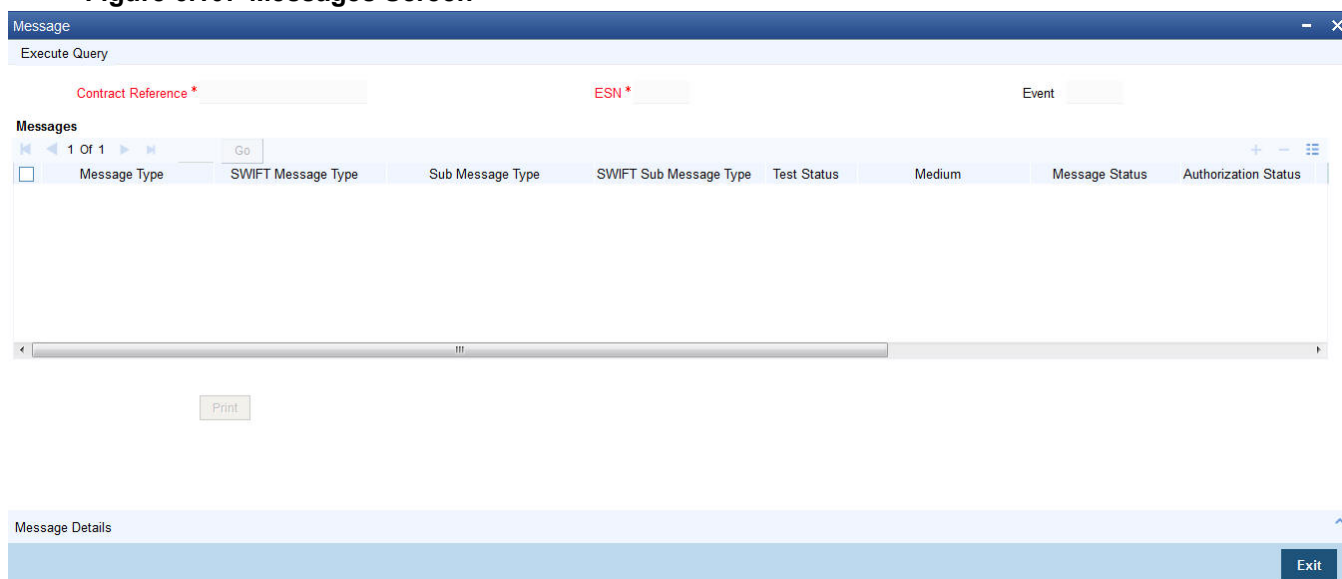 Message
Execute Query
Contract Reference * ESN * Event
Messages
1 Of 1 Go
Message Type SWIFT Message Type Sub Message Type SWIFT Sub Message Type Test Status Medium Message Status Authorization Status
Print
Message Details
Exit